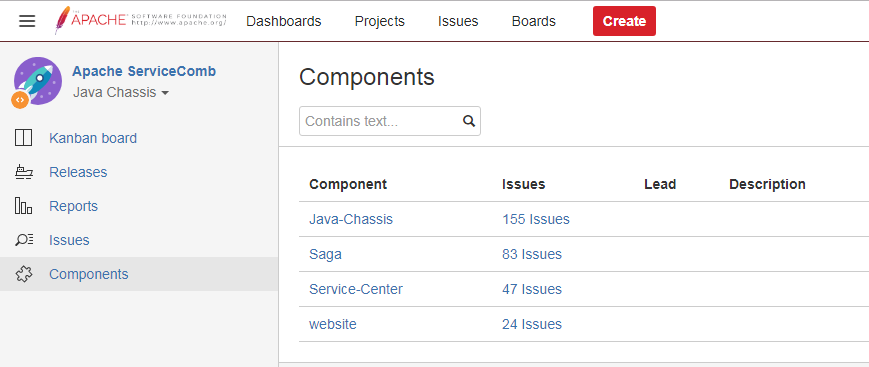 THE
APACHE SOFTWARE FOUNDATION
http://www.apache.org/
Dashboards Projects Issues Boards Create
Apache ServiceComb
Java Chassis
Kanban board
Releases
Reports
Issues
Components
Components
Contains text...
Component Issues Lead Description
Java-Chassis 155 Issues
Saga 83 Issues
Service-Center 47 Issues
website 24 Issues